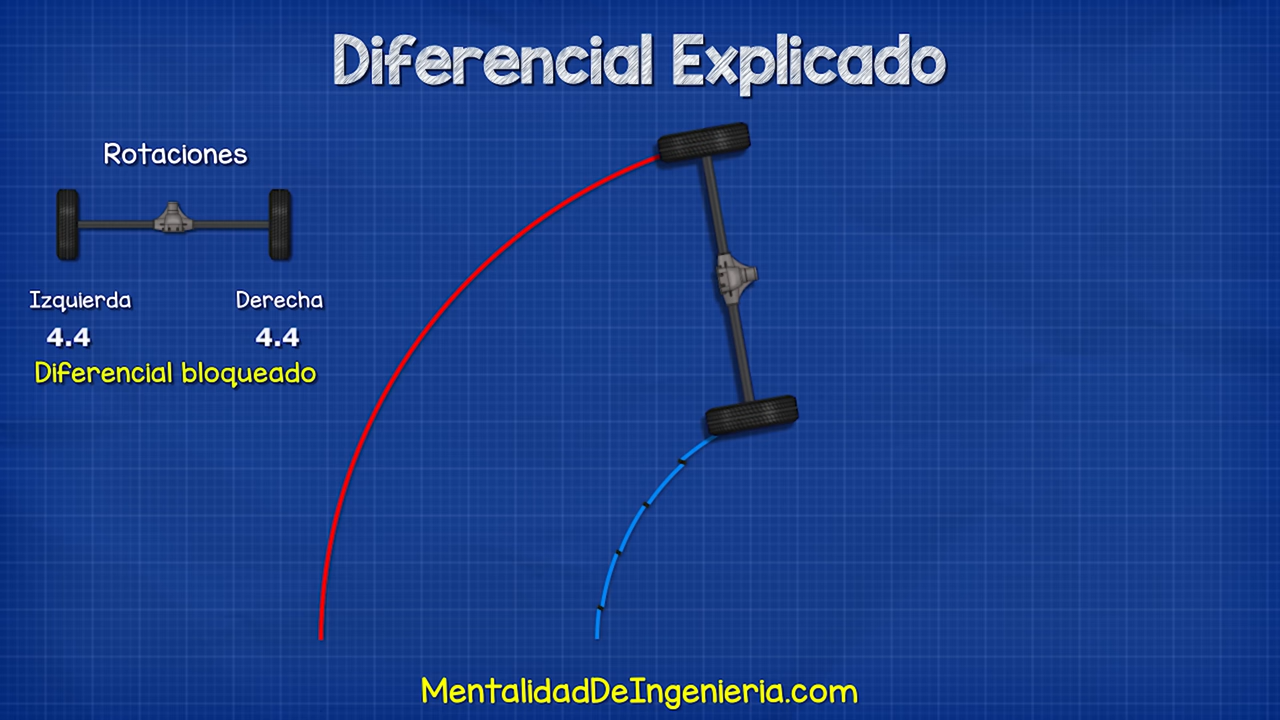 Diferencial Explicado
Rotaciones
Izquierda
Derecha
4.4
4.4
Diferencial bloqueado
MentalidadDeIngenieria.com